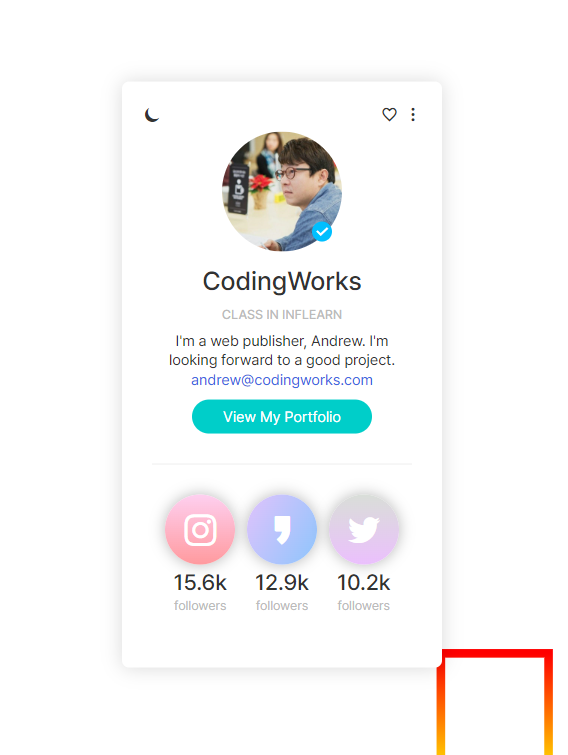 CodingWorks
CLASS IN INFLEARN
I'm a web publisher, Andrew. I'm
looking forward to a good project.
andrew@codingworks.com
View My Portfolio
15.6k 12.9k 10.2k
followers followers followers